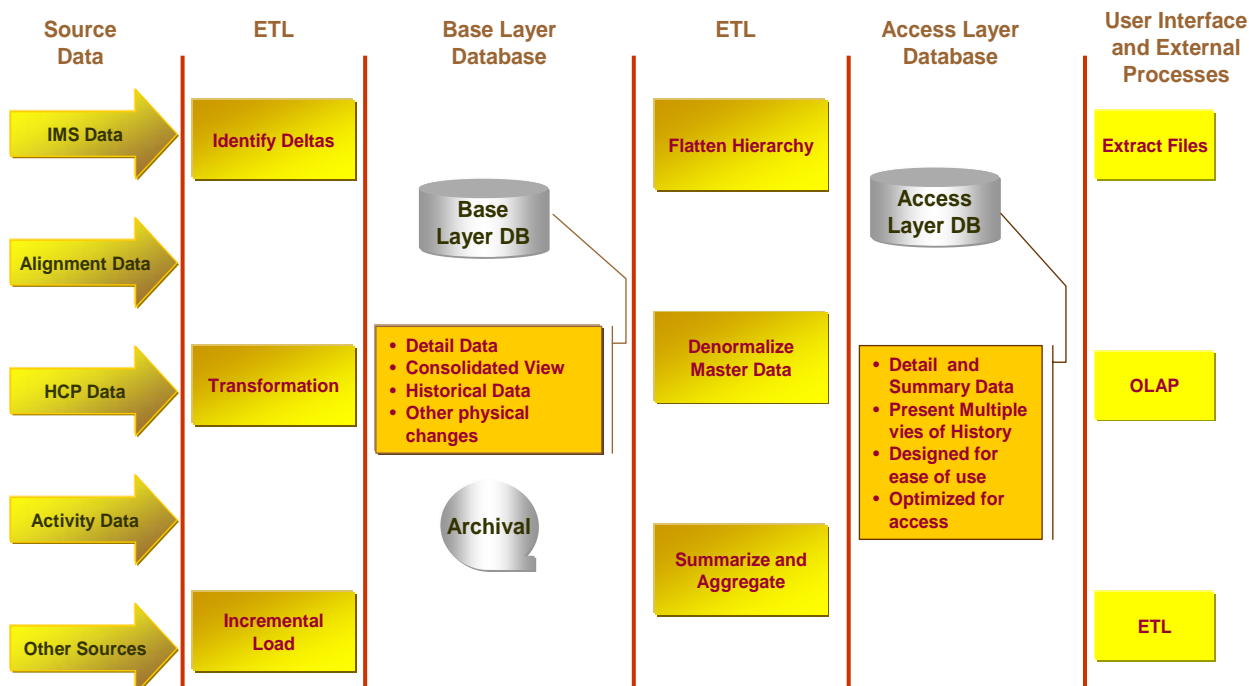 Source
Data
ETL
Base Layer
Database
ETL
Access Layer
Database
User Interface
and External
Processes
IMS Data
Alignment Data
HCP Data
Activity Data
Other Sources
Identify Deltas
Transformation
Incremental
Load
Base
Layer DB
• Detail Data
• Consolidated View
• Historical Data
• Other physical
changes
Archival
Flatten Hierarchy
Denormalize
Master Data
Summarize and
Aggregate
Access
Layer DB
• Detail and
Summary Data
• Present Multiple
vies of History
• Designed for
ease of use
• Optimized for
access
Extract Files
OLAP
ETL